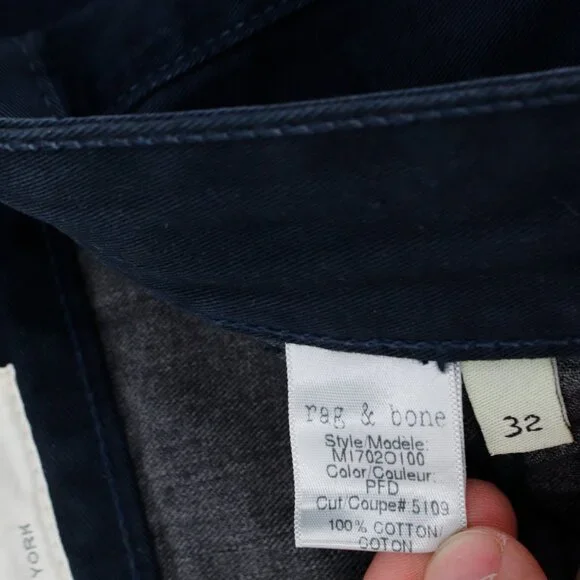 rag & bone
Style/Modele:
M1702O100
Color/Couleur:
PFD
Cut/Coupe# 5109
100% COTTON/
COTON
32
YORK